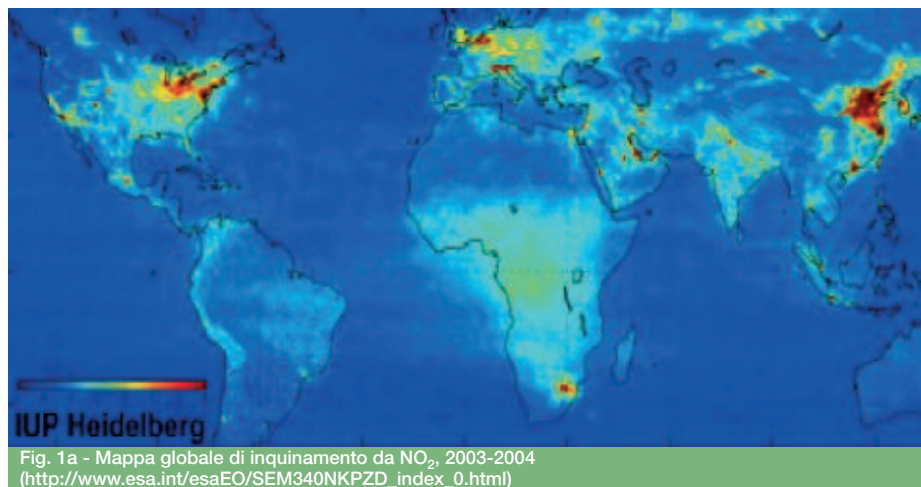 IUP Heidelberg
Fig. 1a - Mappa globale di inquinamento da NO₂, 2003-2004
(http://www.esa.int/esaEO/SEM340NKPZD_index_0.html)